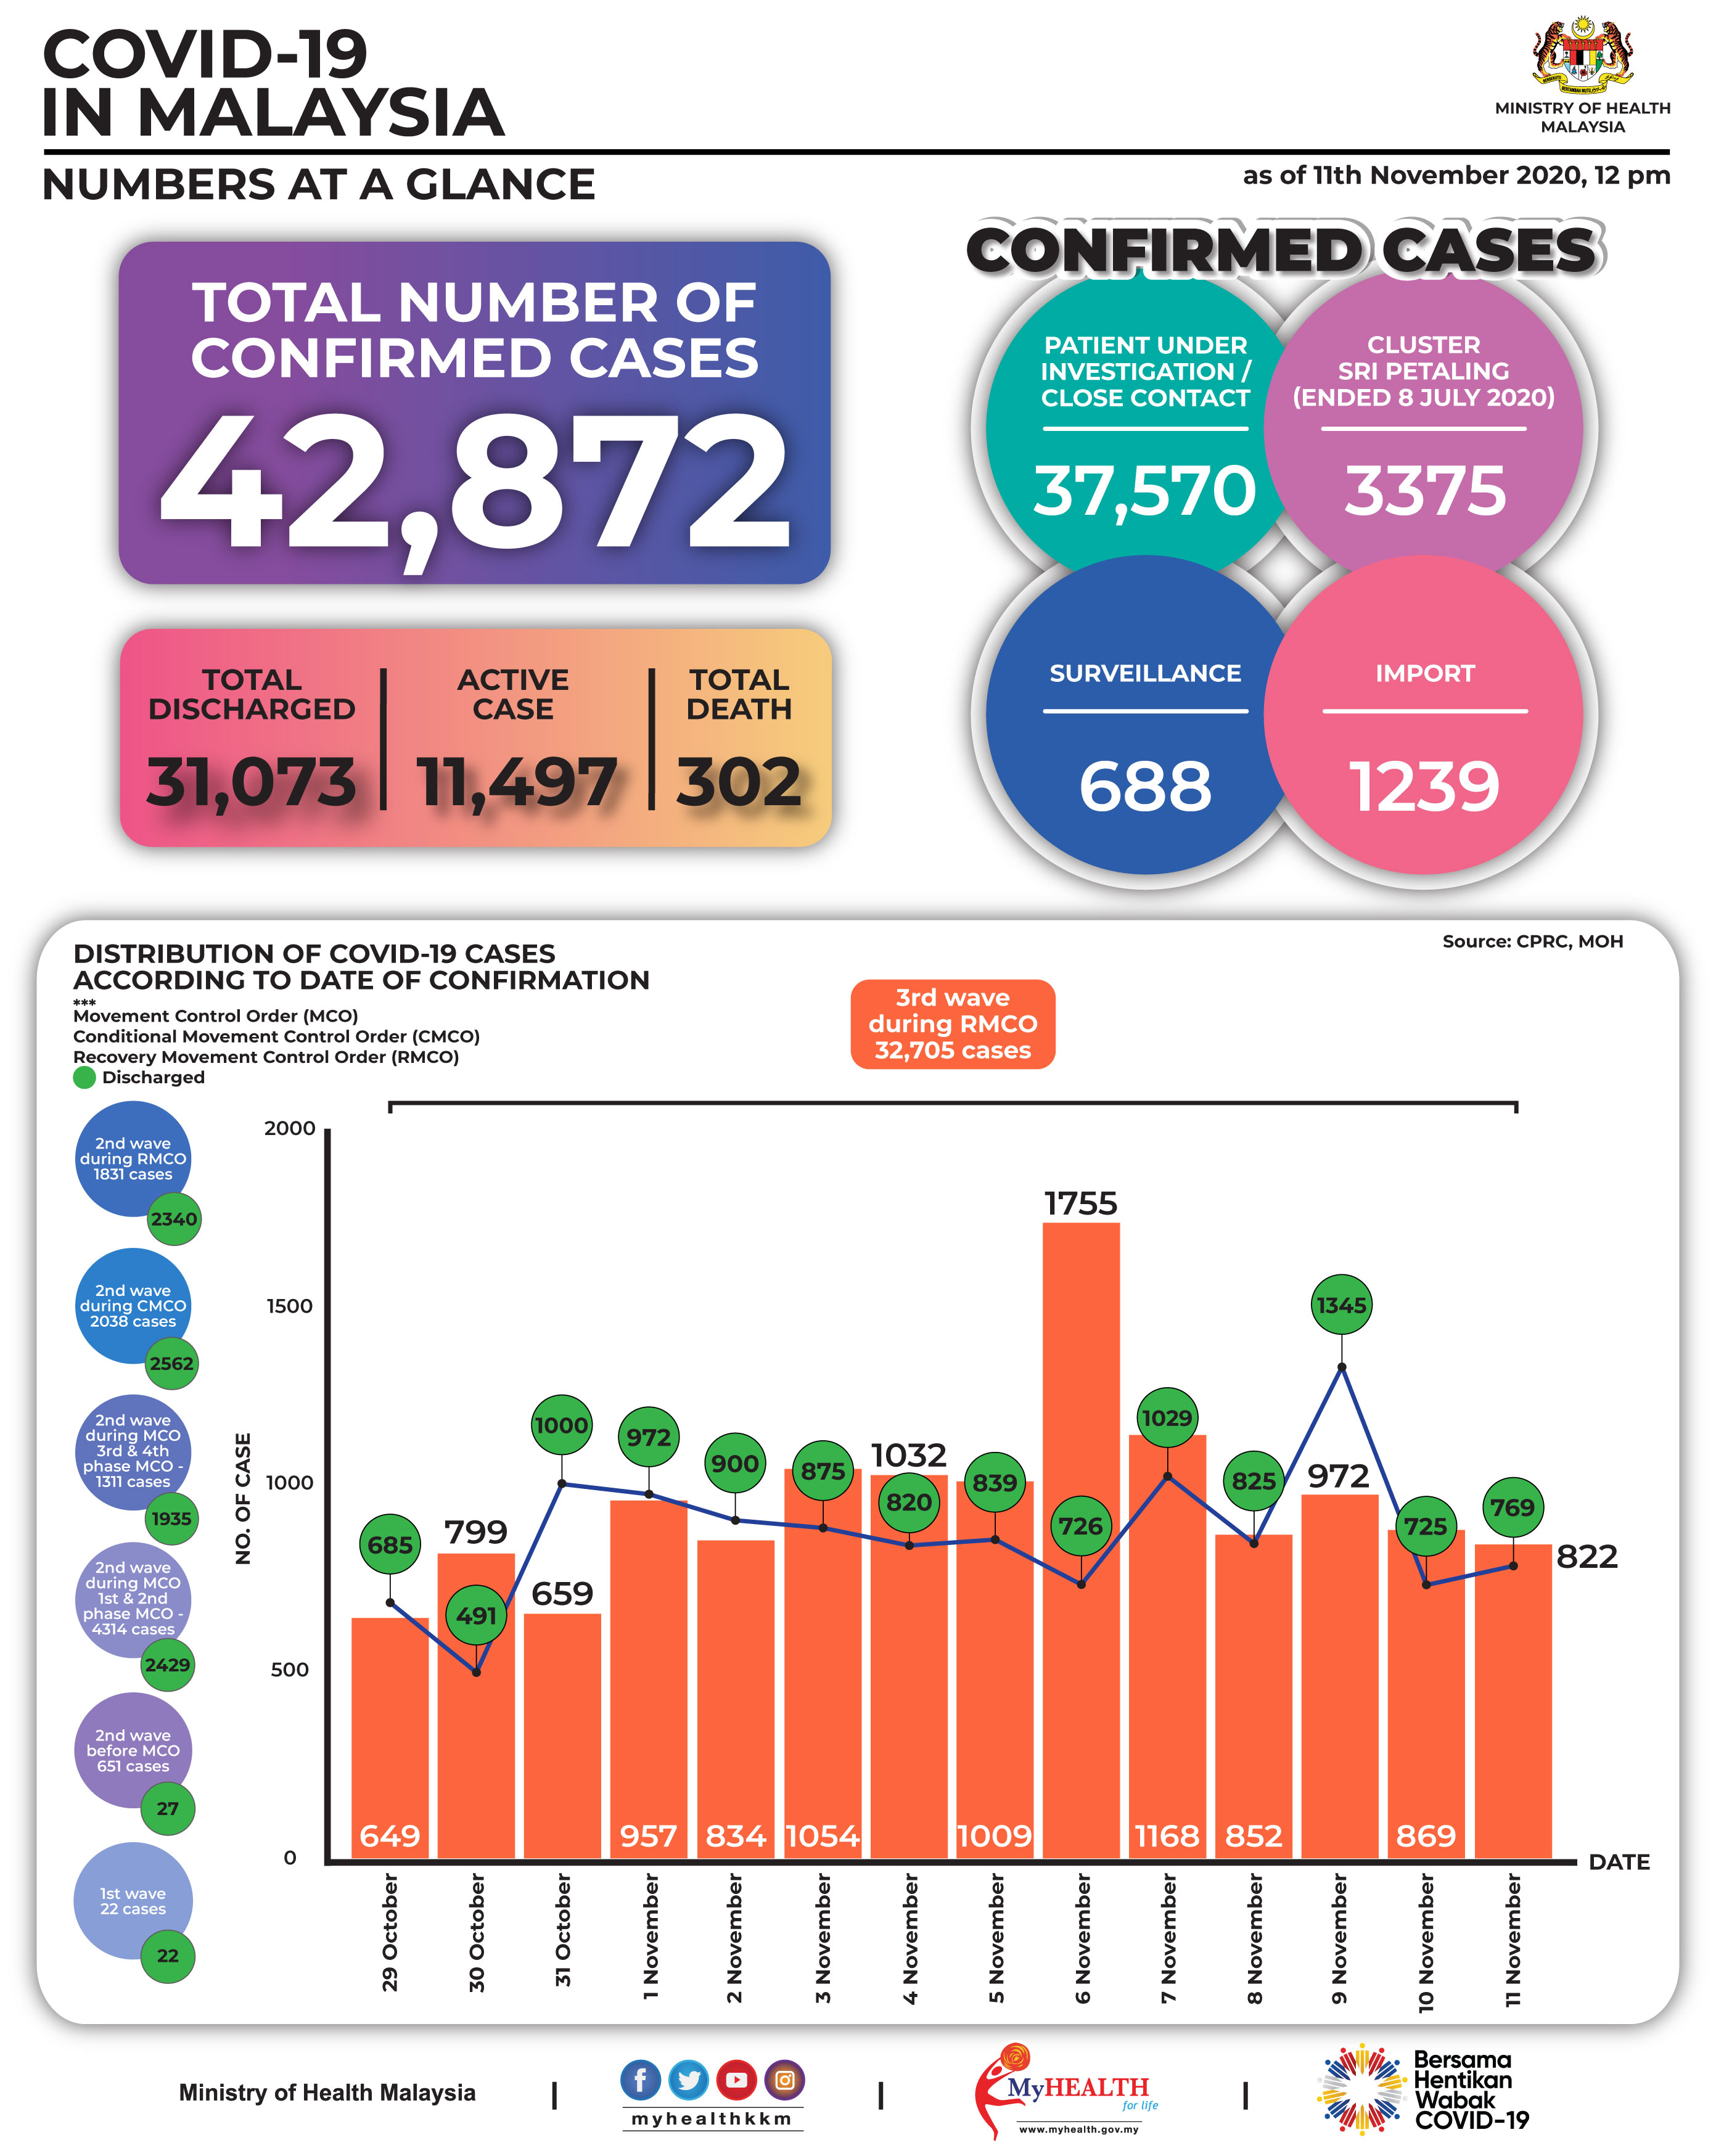 COVID-19
IN MALAYSIA
MINISTRY OF HEALTH
MALAYSIA
NUMBERS AT A GLANCE
as of 11th November 2020, 12 pm
TOTAL NUMBER OF
CONFIRMED CASES
42,872
TOTAL
DISCHARGED
31,073
ACTIVE
CASE
11,497
TOTAL
DEATH
302
CONFIRMED CASES
PATIENT UNDER
INVESTIGATION /
CLOSE CONTACT
37,570
CLUSTER
SRI PETALING
(ENDED 8 JULY 2020)
3375
SURVEILLANCE
688
IMPORT
1239
DISTRIBUTION OF COVID-19 CASES
ACCORDING TO DATE OF CONFIRMATION
***
Movement Control Order (MCO)
Conditional Movement Control Order (CMCO)
Recovery Movement Control Order (RMCO)
Discharged
Source: CPRC, MOH
3rd wave
during RMCO
32,705 cases
2nd wave
during RMCO
1831 cases
2340
2nd wave
during CMCO
2038 cases
2562
2nd wave
during MCO
3rd & 4th
phase MCO -
1311 cases
1935
2nd wave
during MCO
1st & 2nd
phase MCO -
4314 cases
2429
2nd wave
before MCO
651 cases
27
1st wave
22 cases
22
NO. OF CASE
2000
1500
1000
500
0
685
649
799
491
1000
659
972
957
900
834
875
1054
1032
820
839
1009
1755
726
1029
1168
825
852
1345
972
725
869
769
822
DATE
29 October
30 October
31 October
1 November
2 November
3 November
4 November
5 November
6 November
7 November
8 November
9 November
10 November
11 November
Ministry of Health Malaysia
myhealthkkm
MyHEALTH
for life
www.myhealth.gov.my
Bersama
Hentikan
Wabak
COVID-19